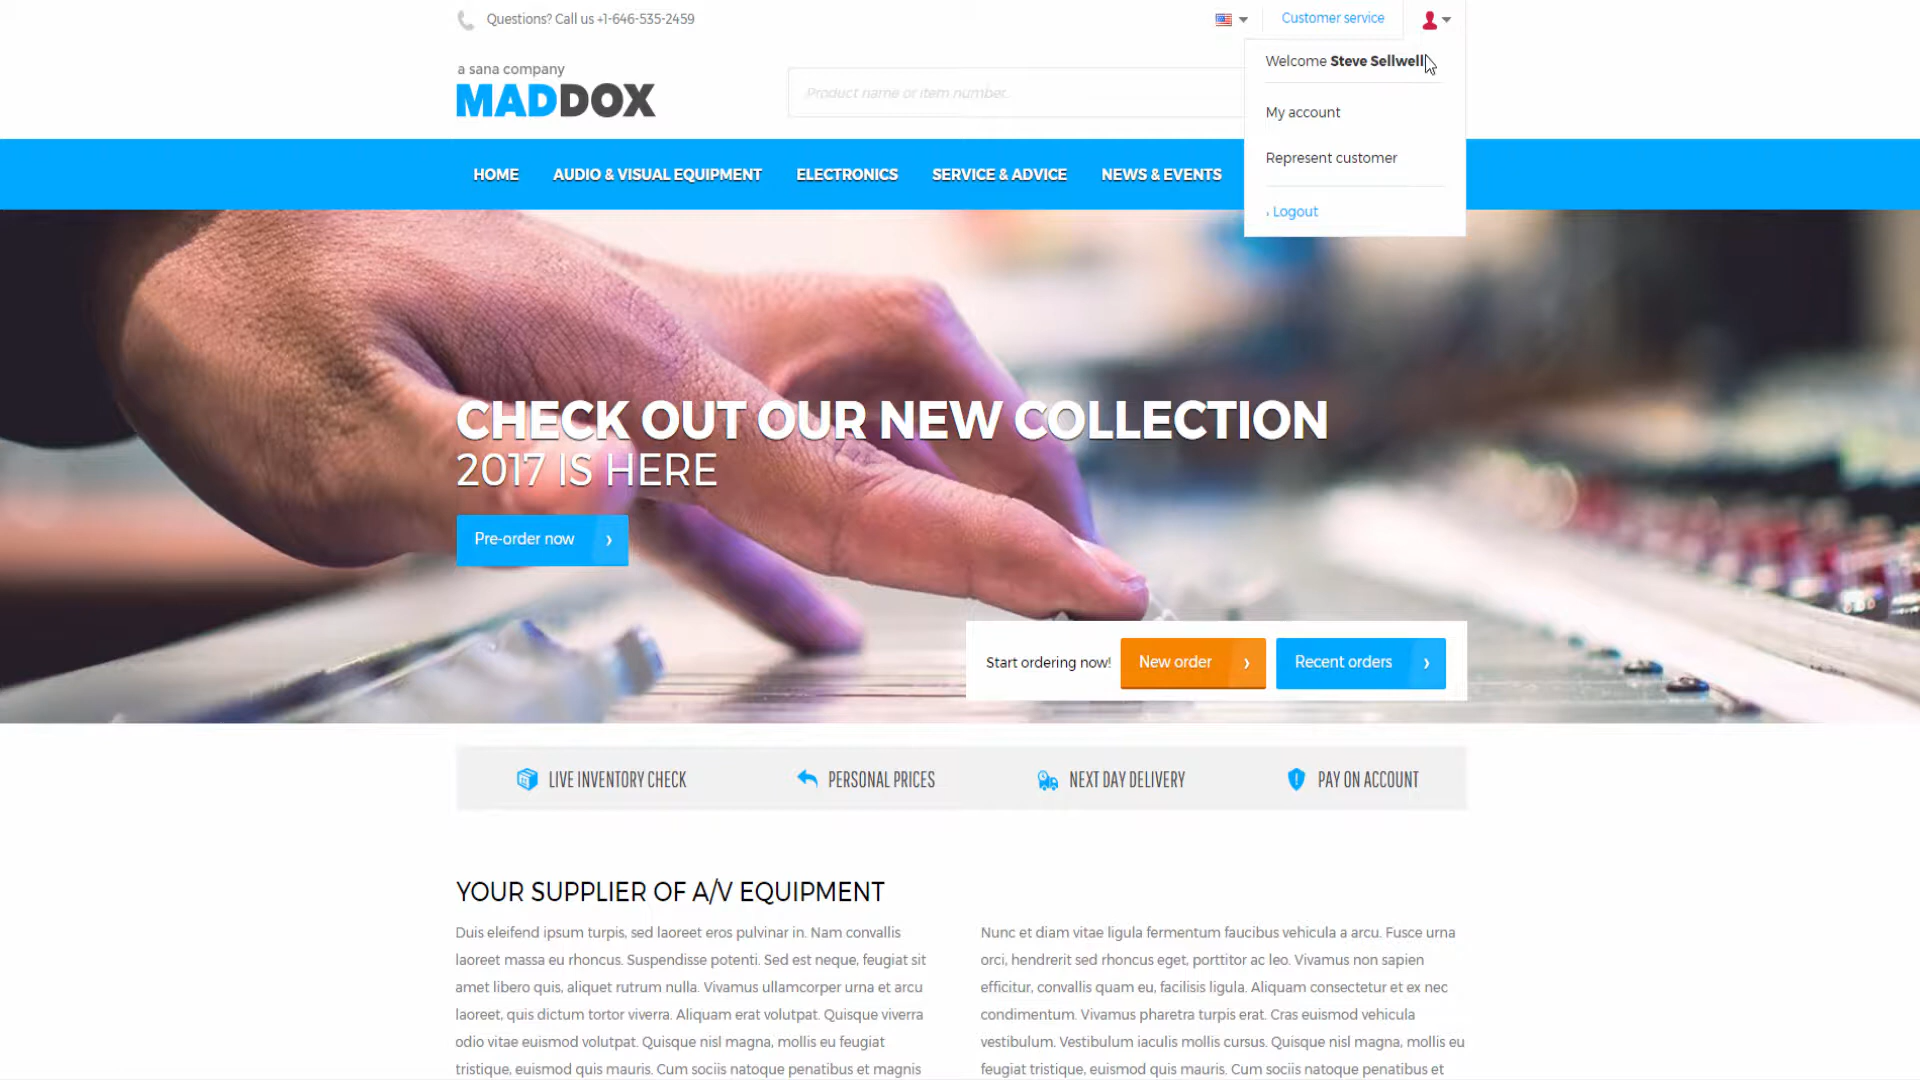 Questions? Call us +1-646-535-2459
Customer service
Welcome Steve Sellwell
a sana company
MADDOX
Product name or item number...
My account
Represent customer
› Logout
HOME
AUDIO & VISUAL EQUIPMENT
ELECTRONICS
SERVICE & ADVICE
NEWS & EVENTS
CHECK OUT OUR NEW COLLECTION
2017 IS HERE
Pre-order now
Start ordering now!
New order
Recent orders
LIVE INVENTORY CHECK
PERSONAL PRICES
NEXT DAY DELIVERY
PAY ON ACCOUNT
YOUR SUPPLIER OF A/V EQUIPMENT
Duis eleifend ipsum turpis, sed laoreet eros pulvinar in. Nam convallis
laoreet massa eu rhoncus. Suspendisse potenti. Sed est neque, feugiat sit
amet libero quis, aliquet rutrum nulla. Vivamus ullamcorper urna et arcu
laoreet, quis dictum tortor viverra. Aliquam erat volutpat. Quisque viverra
odio vitae euismod volutpat. Quisque nisl magna, mollis eu feugiat
tristique, euismod quis mauris. Cum sociis natoque penatibus et magnis
Nunc et diam vitae ligula fermentum faucibus vehicula a arcu. Fusce urna
orci, hendrerit sed rhoncus eget, porttitor ac leo. Vivamus non sapien
efficitur, convallis quam eu, facilisis ligula. Aliquam consectetur et ex nec
condimentum. Vivamus pharetra turpis erat. Cras euismod vehicula
vestibulum. Vestibulum iaculis mollis cursus. Quisque nisl magna, mollis eu
feugiat tristique, euismod quis mauris. Cum sociis natoque penatibus et